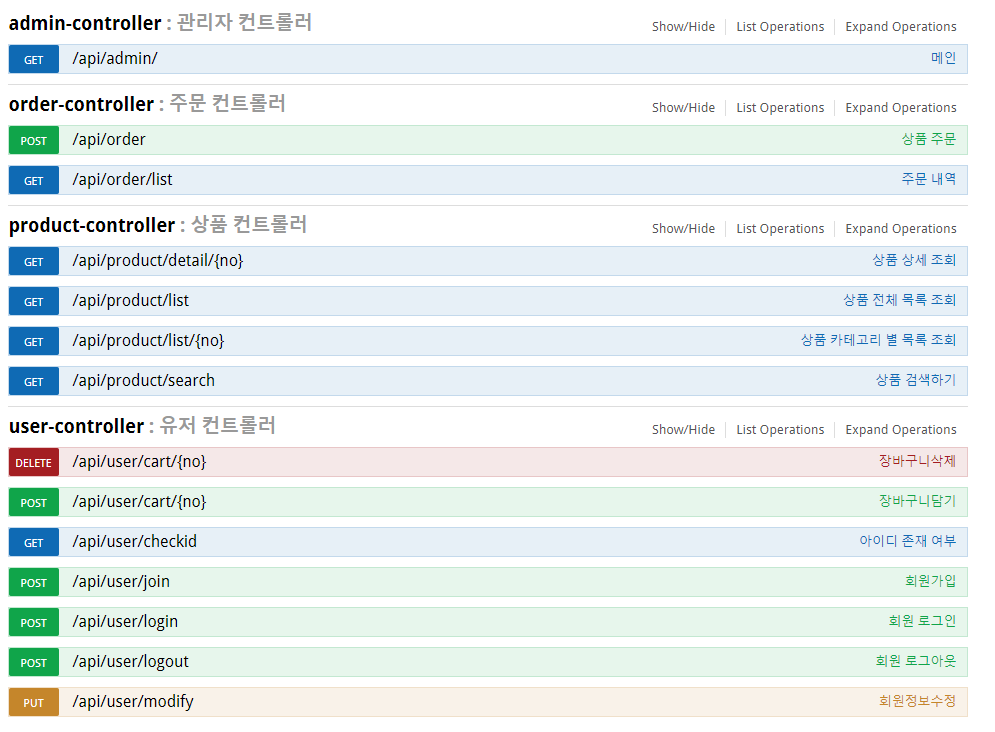 admin-controller : 관리자 컨트롤러 Show/Hide List Operations Expand Operations
GET /api/admin/ 메인
order-controller : 주문 컨트롤러 Show/Hide List Operations Expand Operations
POST /api/order 상품 주문
GET /api/order/list 주문 내역
product-controller : 상품 컨트롤러 Show/Hide List Operations Expand Operations
GET /api/product/detail/{no} 상품 상세 조회
GET /api/product/list 상품 전체 목록 조회
GET /api/product/list/{no} 상품 카테고리 별 목록 조회
GET /api/product/search 상품 검색하기
user-controller : 유저 컨트롤러 Show/Hide List Operations Expand Operations
DELETE /api/user/cart/{no} 장바구니삭제
POST /api/user/cart/{no} 장바구니담기
GET /api/user/checkid 아이디 존재 여부
POST /api/user/join 회원가입
POST /api/user/login 회원 로그인
POST /api/user/logout 회원 로그아웃
PUT /api/user/modify 회원정보수정